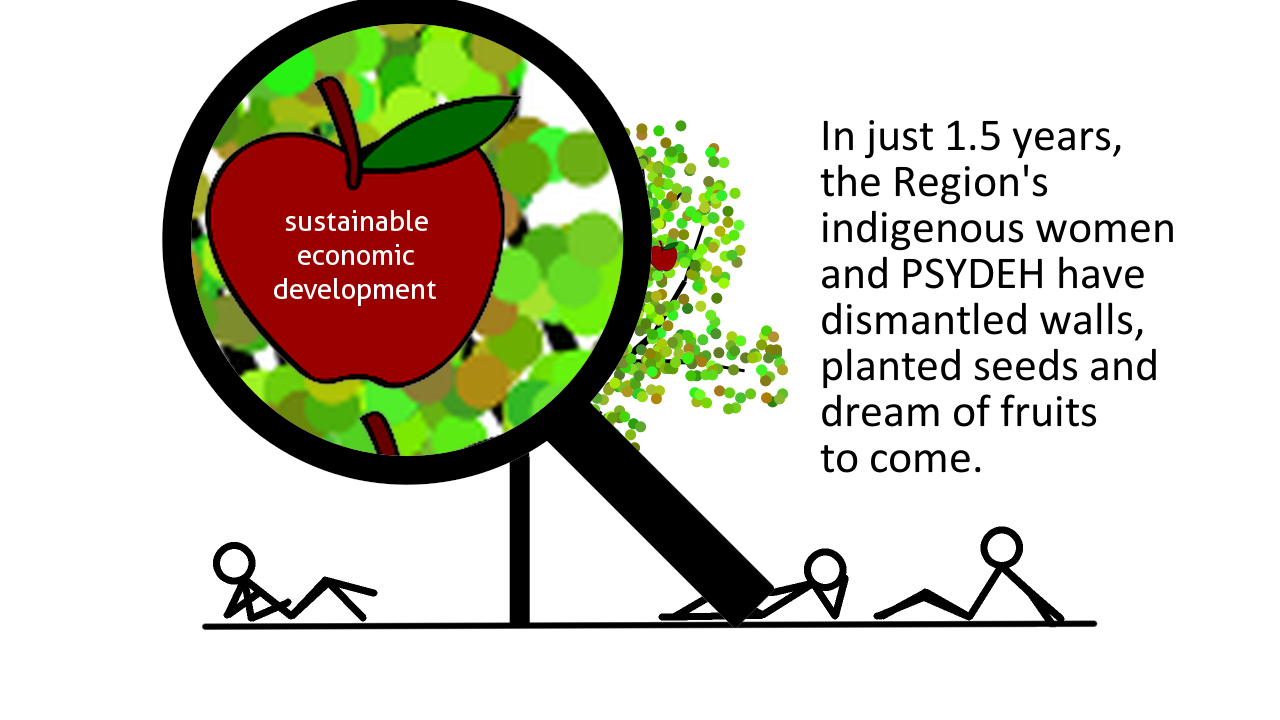 sustainable
economic
development
In just 1.5 years,
the Region's
indigenous women
and PSYDEH have
dismantled walls,
planted seeds and
dream of fruits
to come.